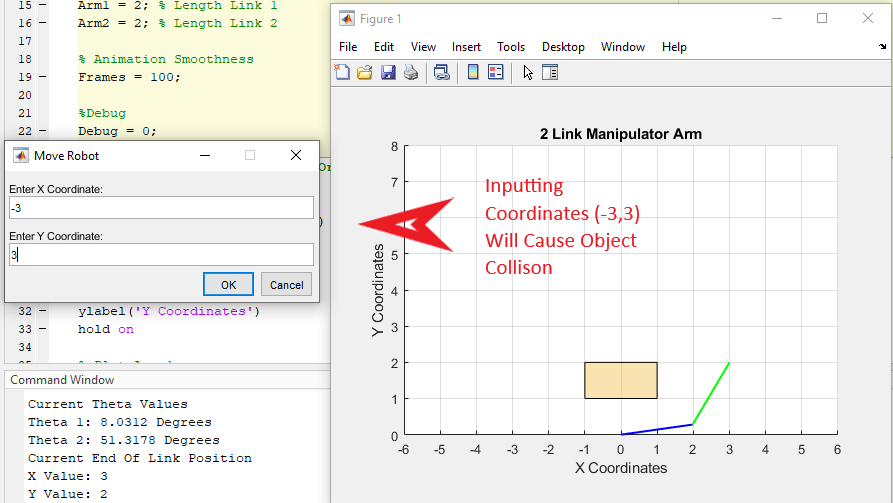 15 - Arm1 = 2; % Length Link 1
16 - Arm2 = 2; % Length Link 2
17
18 % Animation Smoothness
19 - Frames = 100;
20
21 %Debug
22 - Debug = 0;
Move Robot
Enter X Coordinate:
-3
Enter Y Coordinate:
3
OK Cancel
)
32 - ylabel('Y Coordinates')
33 - hold on
34
Command Window
Current Theta Values
Theta 1: 8.0312 Degrees
Theta 2: 51.3178 Degrees
Current End Of Link Position
X Value: 3
Y Value: 2
Figure 1
File Edit View Insert Tools Desktop Window Help
2 Link Manipulator Arm
8
7
5
4
3
2
1
0
Y Coordinates
-6 -5 -4 -3 -2 -1 0 1 2 3 4 5 6
X Coordinates
Inputting
Coordinates (-3,3)
Will Cause Object
Collison